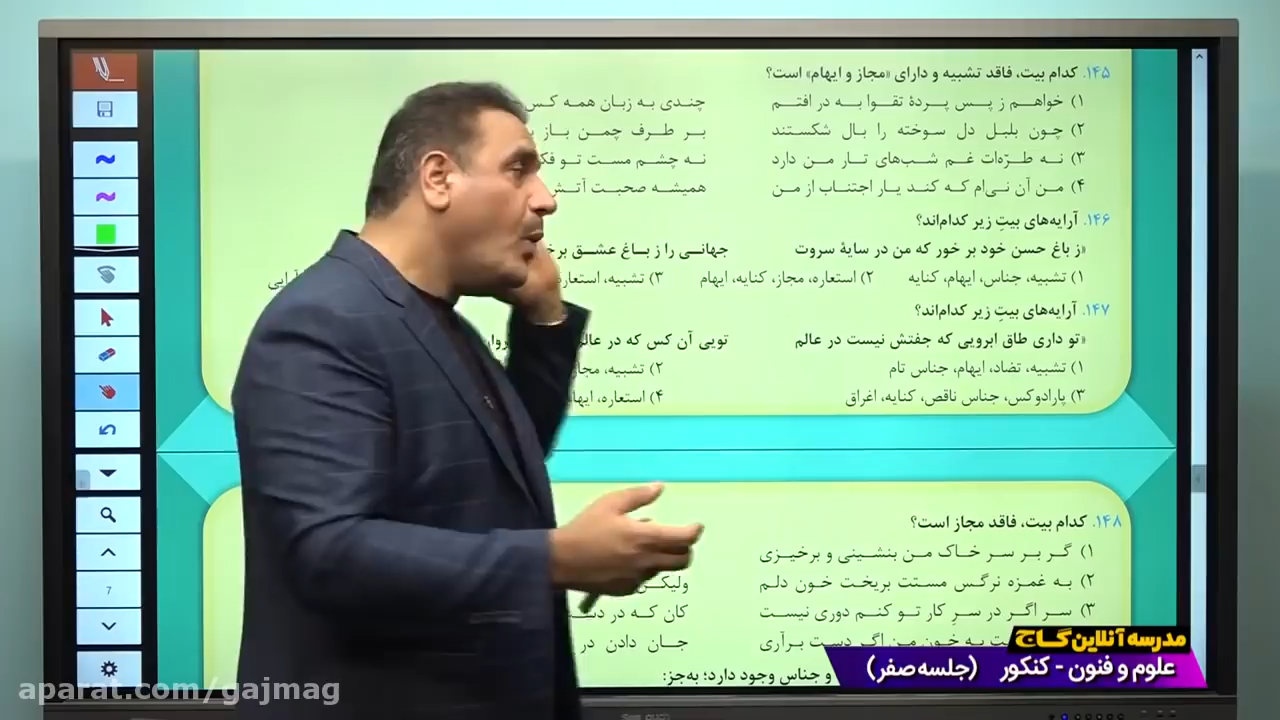 ۱۴۵. کدام بیت، فاقد تشبیه و دارای «مجاز و ایهام» است؟
۱) خواهم ز پس پردهٔ تقوا به در افتم چندی به زبان همه کس
۲) چون بلبل دل سوخته را بال شکستند بر طرف چمن باز
۳) نه طرّه‌ات غم شب‌های تار من دارد نه چشم مست تو
۴) من آن نی‌ام که کند یار اجتناب از من همیشه صحبت آتش
۱۴۶. آرایه‌های بیتِ زیر کدام‌اند؟
«ز باغ حسن خود بر خور که من در سایهٔ سروت جهانی را ز باغ عشق
۱) تشبیه، جناس، ایهام، کنایه ۲) استعاره، مجاز، کنایه، ایهام ۳) تشبیه، استعاره
۱۴۷. آرایه‌های بیتِ زیر کدام‌اند؟
«تو داری طاق ابرویی که جفتش نیست در عالم تویی آن کس که در
۱) تشبیه، تضاد، ایهام، جناس تام ۲) تشبیه،
۳) پارادوکس، جناس ناقص، کنایه، اغراق ۴) استعاره،
۱۴۸. کدام بیت، فاقد مجاز است؟
۱) گر بر سر خاک من بنشینی و برخیزی
۲) به غمزه نرگس مستت بریخت خون دلم
۳) سر اگر در سرِ کار تو کنم دوری نیست کان که در
به خون من اگر دست برآری جان دادن در
و جناس وجود دارد؛ به‌جز:
۷
مدرسه آنلاین گاج
علوم و فنون - کنکور (جلسه صفر)
aparat.com/gajmag